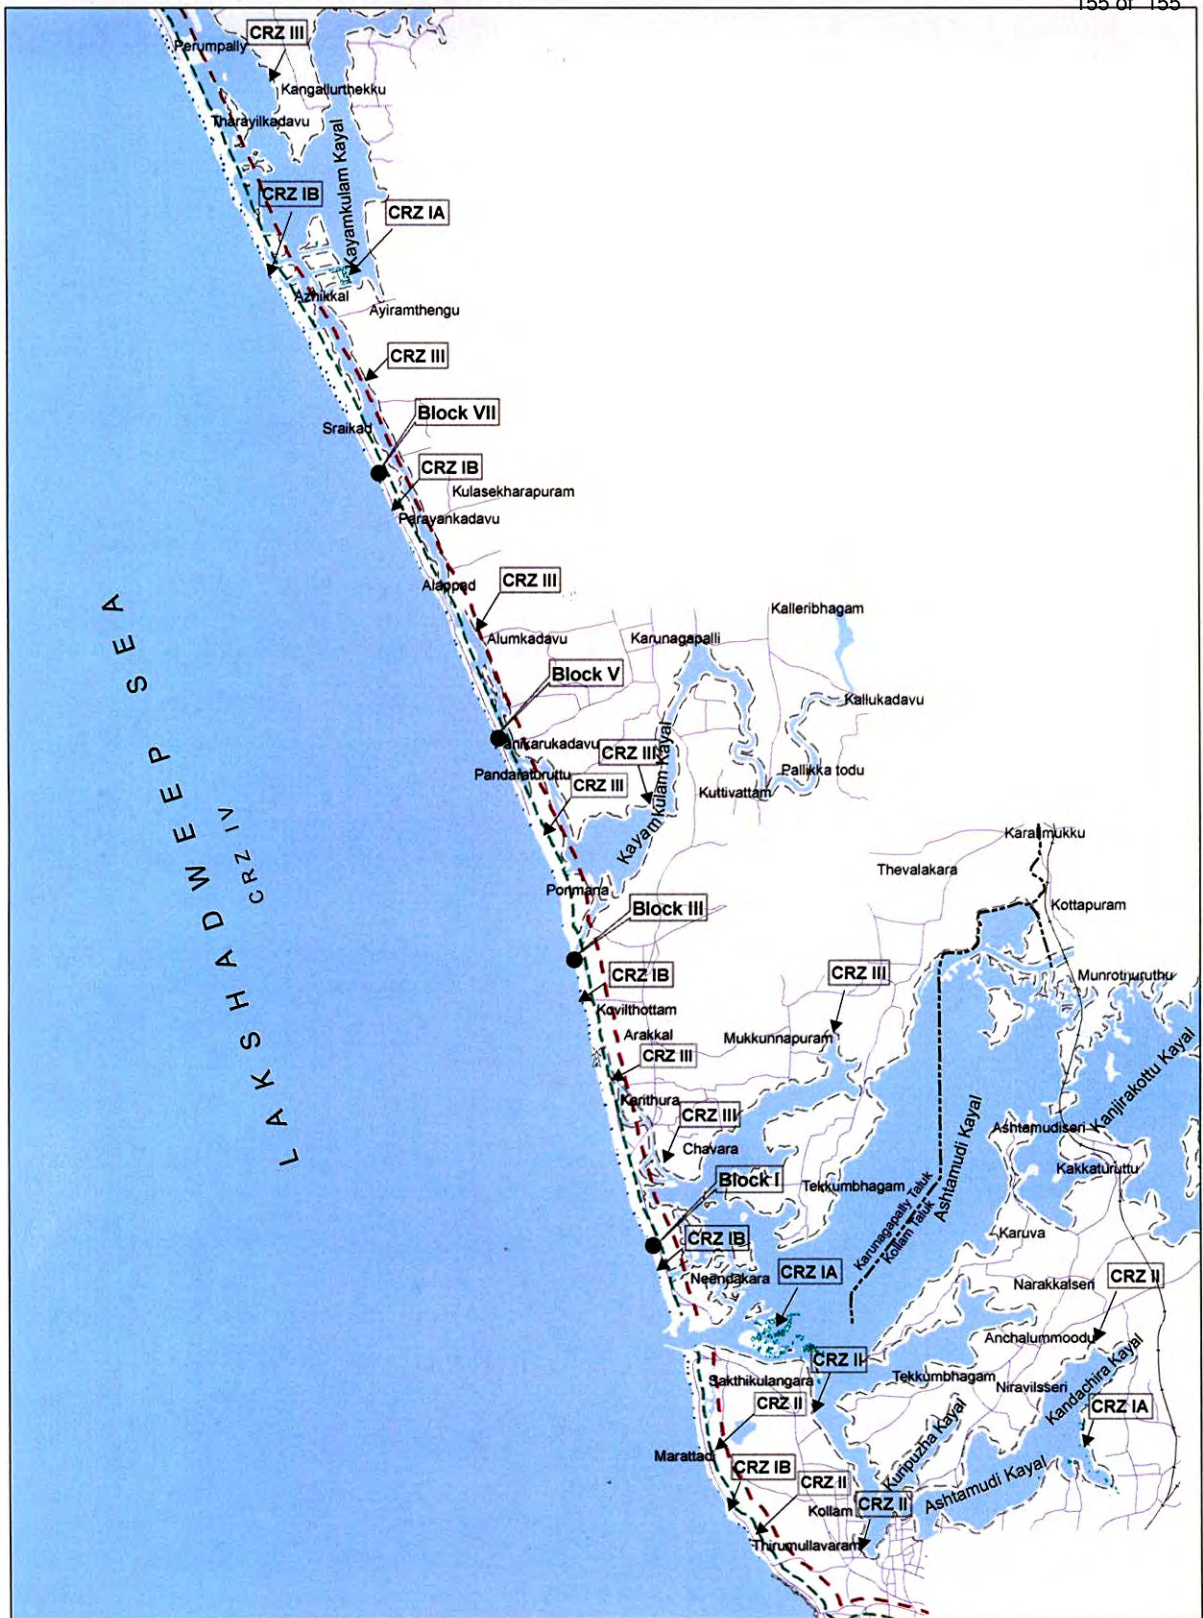 155 of 155
Perumpally
CRZ III
Kangallurthekku
Tharayilkadavu
Kayamkulam Kayal
CRZ IB
CRZ IA
Azhikkal
Ayiramthengu
CRZ III
Block VII
Sraikad
CRZ IB
Kulasekharapuram
Parayankadavu
CRZ III
Alappad
Kalleribhagam
Alumkadavu
Karunagapalli
Block V
Kallukadavu
Panikarukadavu
CRZ III
Pandaratoruttu
Pallikka todu
CRZ III
Kuttivattam
Kayamkulam Kayal
LAKSHADWEEP SEA
CRZ IV
Karalimukku
Thevalakara
Ponmana
Block III
Kottapuram
CRZ IB
CRZ III
Munrotnuruthu
Kovilthottam
Arakkal
Mukkunnapuram
CRZ III
Kanjirakottu Kayal
Karithura
CRZ III
Ashtamudiseri
Chavara
Ashtamudi Kayal
Kakkaturuttu
Block I
Tekkumbhagam
Karunagapally Taluk
Kollam Taluk
CRZ IB
Karuva
Neendakara
CRZ IA
Narakkalseri
CRZ II
Anchalummoodu
CRZ II
Sakthikulangara
Tekkumbhagam
Niravilsseri
Kandachira Kayal
CRZ II
CRZ IA
Marattadi
Kunpuzha Kayal
CRZ IB
CRZ II
Ashtamudi Kayal
Kollam
CRZ II
Thirumullavaram